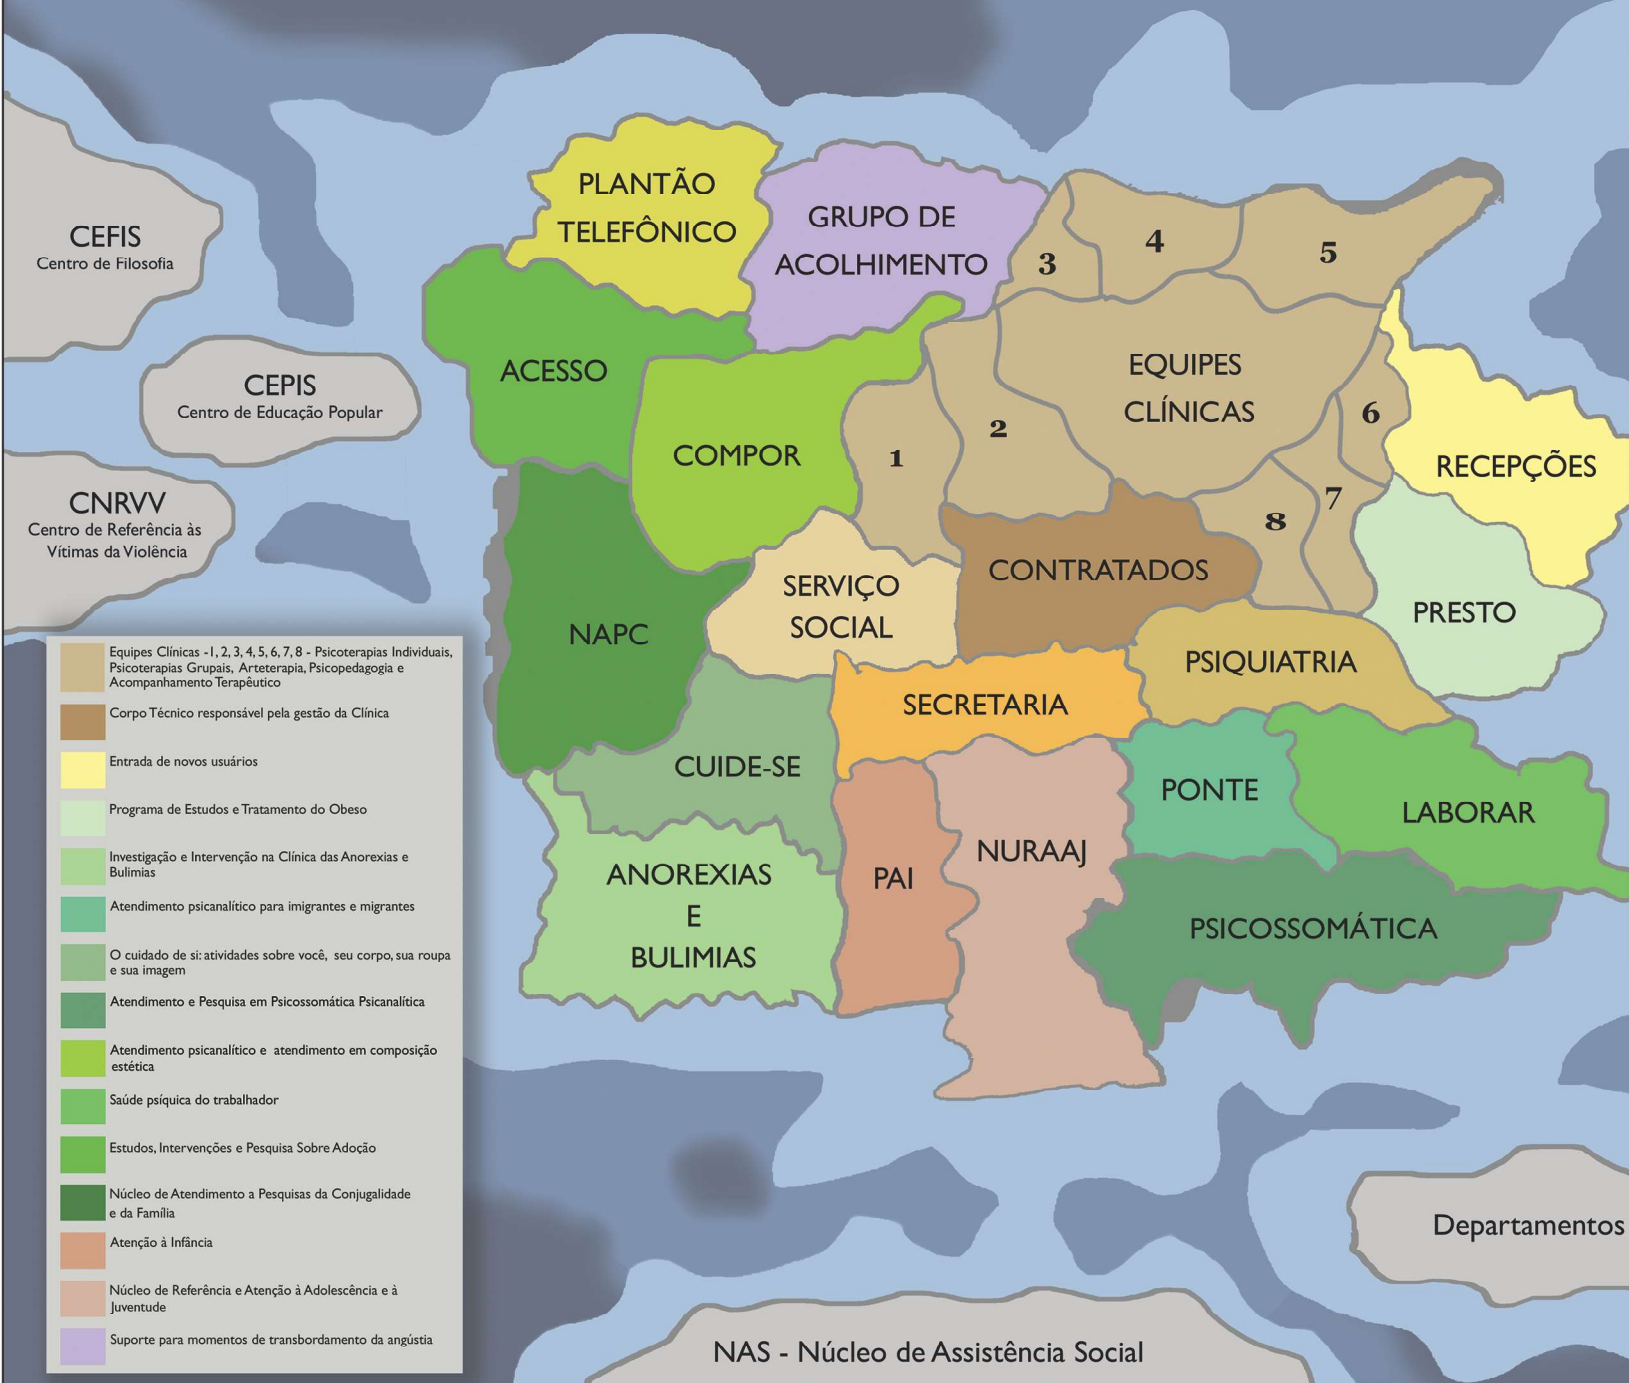 PLANTÃO
TELEFÔNICO
GRUPO DE
ACOLHIMENTO
3
4
5
CEFIS
Centro de Filosofia
ACESSO
EQUIPES
CLÍNICAS
CEPIS
Centro de Educação Popular
COMPOR
1
2
6
RECEPÇÕES
7
8
CNRVV
Centro de Referência às
Vítimas da Violência
SERVIÇO
SOCIAL
CONTRATADOS
PRESTO
NAPC
PSIQUIATRIA
SECRETARIA
CUIDE-SE
PONTE
LABORAR
NURAAJ
PAI
ANOREXIAS
E
BULIMIAS
PSICOSSOMÁTICA
Equipes Clínicas -1, 2, 3, 4, 5, 6, 7, 8 - Psicoterapias Individuais,
Psicoterapias Grupais, Arteterapia, Psicopedagogia e
Acompanhamento Terapêutico
Corpo Técnico responsável pela gestão da Clínica
Entrada de novos usuários
Programa de Estudos e Tratamento do Obeso
Investigação e Intervenção na Clínica das Anorexias e
Bulimias
Atendimento psicanalítico para imigrantes e migrantes
O cuidado de si: atividades sobre você, seu corpo, sua roupa
e sua imagem
Atendimento e Pesquisa em Psicossomática Psicanalítica
Atendimento psicanalítico e atendimento em composição
estética
Saúde psíquica do trabalhador
Estudos, Intervenções e Pesquisa Sobre Adoção
Núcleo de Atendimento a Pesquisas da Conjugalidade
e da Família
Atenção à Infância
Núcleo de Referência e Atenção à Adolescência e à
Juventude
Suporte para momentos de transbordamento da angústia
Departamentos
NAS - Núcleo de Assistência Social